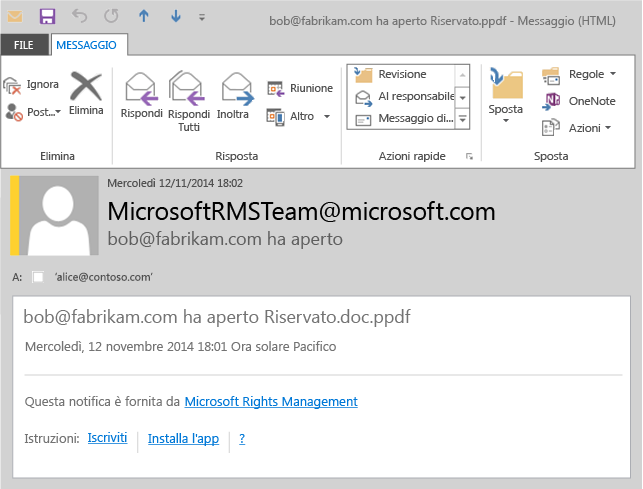 bob@fabrikam.com ha aperto Riservato.ppdf - Messaggio (HTML)
FILE MESSAGGIO
Ignora
Post...
Elimina
Rispondi
Rispondi
Tutti
Inoltra
Riunione
Altro
Revisione
Al responsabile
Messaggio di...
Sposta
Regole
OneNote
Azioni
Elimina
Risposta
Azioni rapide
Sposta
Mercoledì 12/11/2014 18:02
MicrosoftRMSTeam@microsoft.com
bob@fabrikam.com ha aperto
A: 'alice@contoso.com'
bob@fabrikam.com ha aperto Riservato.doc.ppdf
Mercoledì, 12 novembre 2014 18:01 Ora solare Pacifico
Questa notifica è fornita da Microsoft Rights Management
Istruzioni: Iscriviti Installa l'app ?